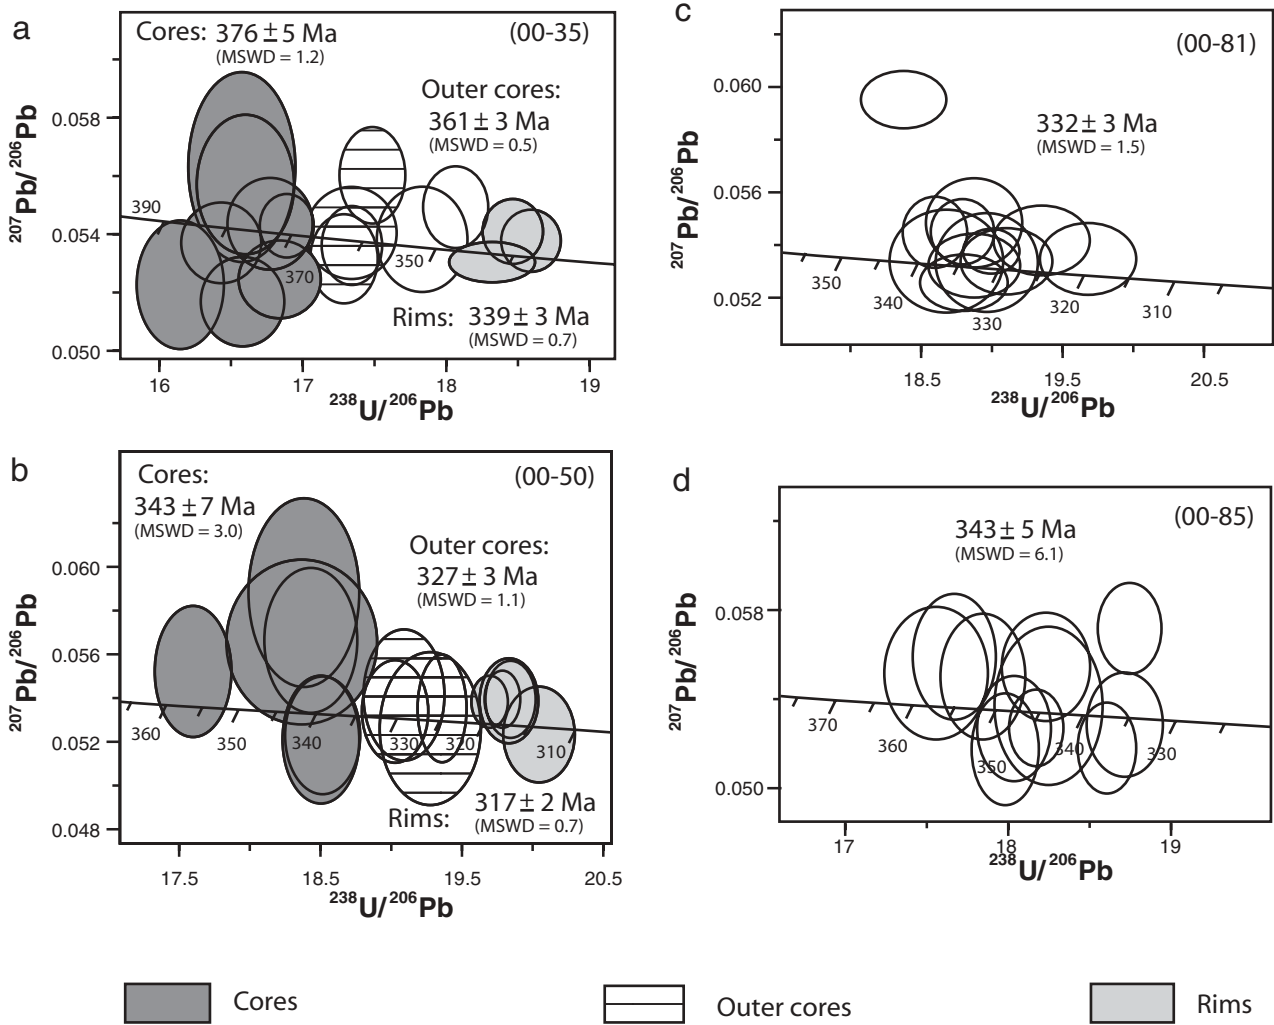 a
Cores: 376 ± 5 Ma
(MSWD = 1.2)
(00-35)
Outer cores:
361 ± 3 Ma
(MSWD = 0.5)
0.058
0.054
0.050
207Pb/206Pb
390
370
350
Rims: 339 ± 3 Ma
(MSWD = 0.7)
16
17
18
19
238U/206Pb
c
(00-81)
332 ± 3 Ma
(MSWD = 1.5)
0.060
0.056
0.052
207Pb/206Pb
350
340
330
320
310
18.5
19.5
20.5
238U/206Pb
b
Cores:
343 ± 7 Ma
(MSWD = 3.0)
(00-50)
Outer cores:
327 ± 3 Ma
(MSWD = 1.1)
0.060
0.056
0.052
0.048
207Pb/206Pb
360
350
340
330
320
310
Rims: 317 ± 2 Ma
(MSWD = 0.7)
17.5
18.5
19.5
20.5
238U/206Pb
d
(00-85)
343 ± 5 Ma
(MSWD = 6.1)
0.058
0.050
207Pb/206Pb
370
360
350
340
330
17
18
19
238U/206Pb
Cores
Outer cores
Rims